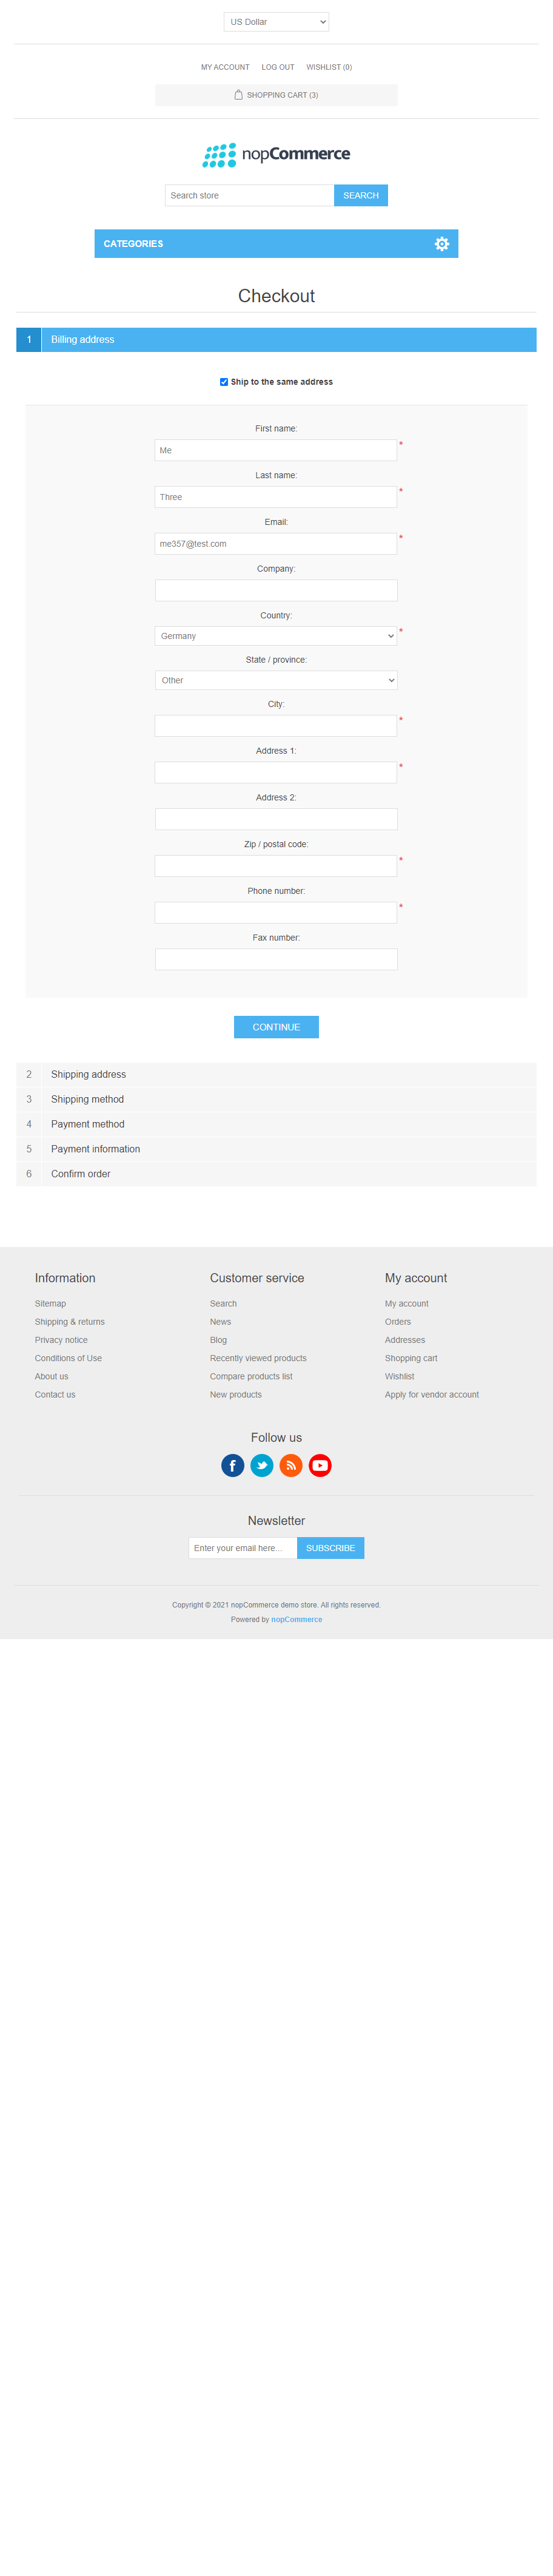 US Dollar
MY ACCOUNT LOG OUT WISHLIST (0)
SHOPPING CART (3)
nopCommerce
Search store SEARCH
CATEGORIES
Checkout
1 Billing address
Ship to the same address
First name:
Me *
Last name:
Three *
Email:
me357@test.com *
Company:
Country:
Germany *
State / province:
Other
City:
*
Address 1:
*
Address 2:
Zip / postal code:
*
Phone number:
*
Fax number:
CONTINUE
2 Shipping address
3 Shipping method
4 Payment method
5 Payment information
6 Confirm order
Information
Sitemap
Shipping & returns
Privacy notice
Conditions of Use
About us
Contact us
Customer service
Search
News
Blog
Recently viewed products
Compare products list
New products
My account
My account
Orders
Addresses
Shopping cart
Wishlist
Apply for vendor account
Follow us
Newsletter
Enter your email here... SUBSCRIBE
Copyright © 2021 nopCommerce demo store. All rights reserved.
Powered by nopCommerce